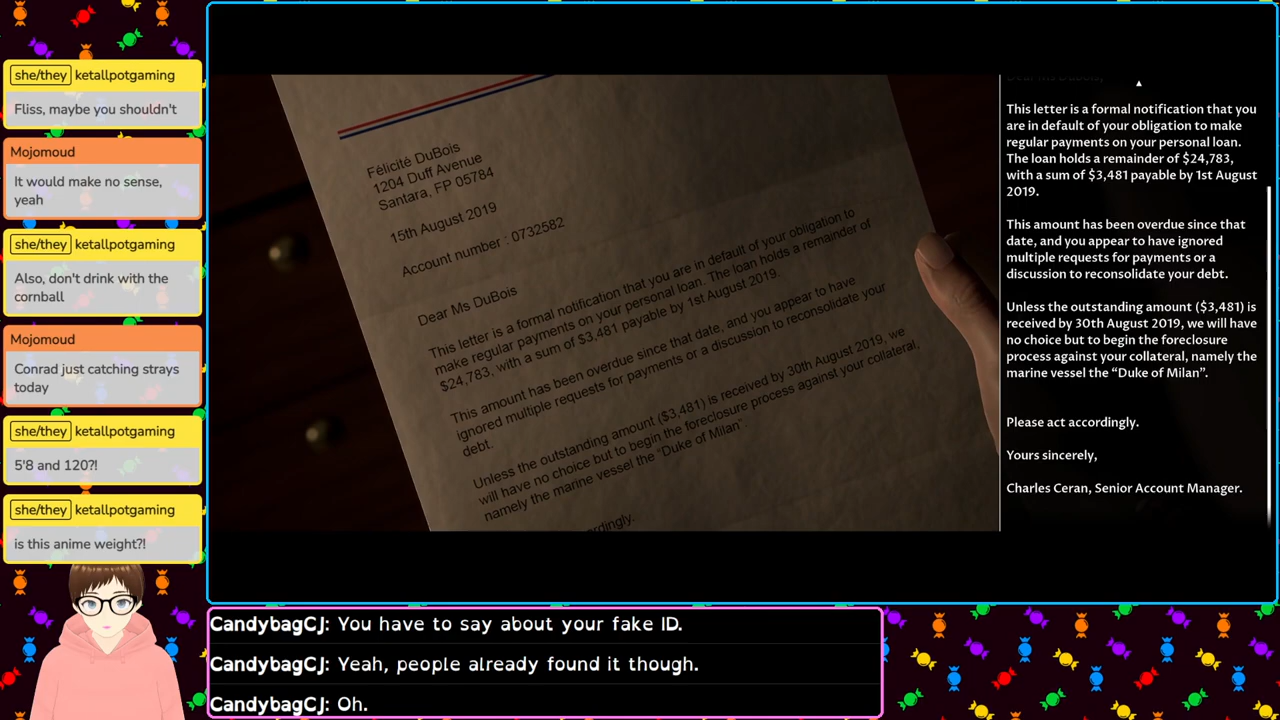 she/they ketallpotgaming
Fliss, maybe you shouldn't
Mojomoud
It would make no sense,
yeah
she/they ketallpotgaming
Also, don't drink with the
cornball
Mojomoud
Conrad just catching strays
today
she/they ketallpotgaming
5'8 and 120?!
she/they ketallpotgaming
is this anime weight?!
Félicité DuBois
1204 Duff Avenue
Santara, FP 05784
15th August 2019
Account number : 0732582
Dear Ms DuBois
This letter is a formal notification that you are in default of your obligation to
make regular payments on your personal loan. The loan holds a remainder of
$24,783, with a sum of $3,481 payable by 1st August 2019.
This amount has been overdue since that date, and you appear to have
ignored multiple requests for payments or a discussion to reconsolidate your
debt.
Unless the outstanding amount ($3,481) is received by 30th August 2019, we
will have no choice but to begin the foreclosure process against your collateral,
namely the marine vessel the "Duke of Milan".
ordingly.
Dear Ms DuBois,
This letter is a formal notification that you
are in default of your obligation to make
regular payments on your personal loan.
The loan holds a remainder of $24,783,
with a sum of $3,481 payable by 1st August
2019.
This amount has been overdue since that
date, and you appear to have ignored
multiple requests for payments or a
discussion to reconsolidate your debt.
Unless the outstanding amount ($3,481) is
received by 30th August 2019, we will have
no choice but to begin the foreclosure
process against your collateral, namely the
marine vessel the “Duke of Milan”.
Please act accordingly.
Yours sincerely,
Charles Ceran, Senior Account Manager.
CandybagCJ: You have to say about your fake ID.
CandybagCJ: Yeah, people already found it though.
CandybagCJ: Oh.